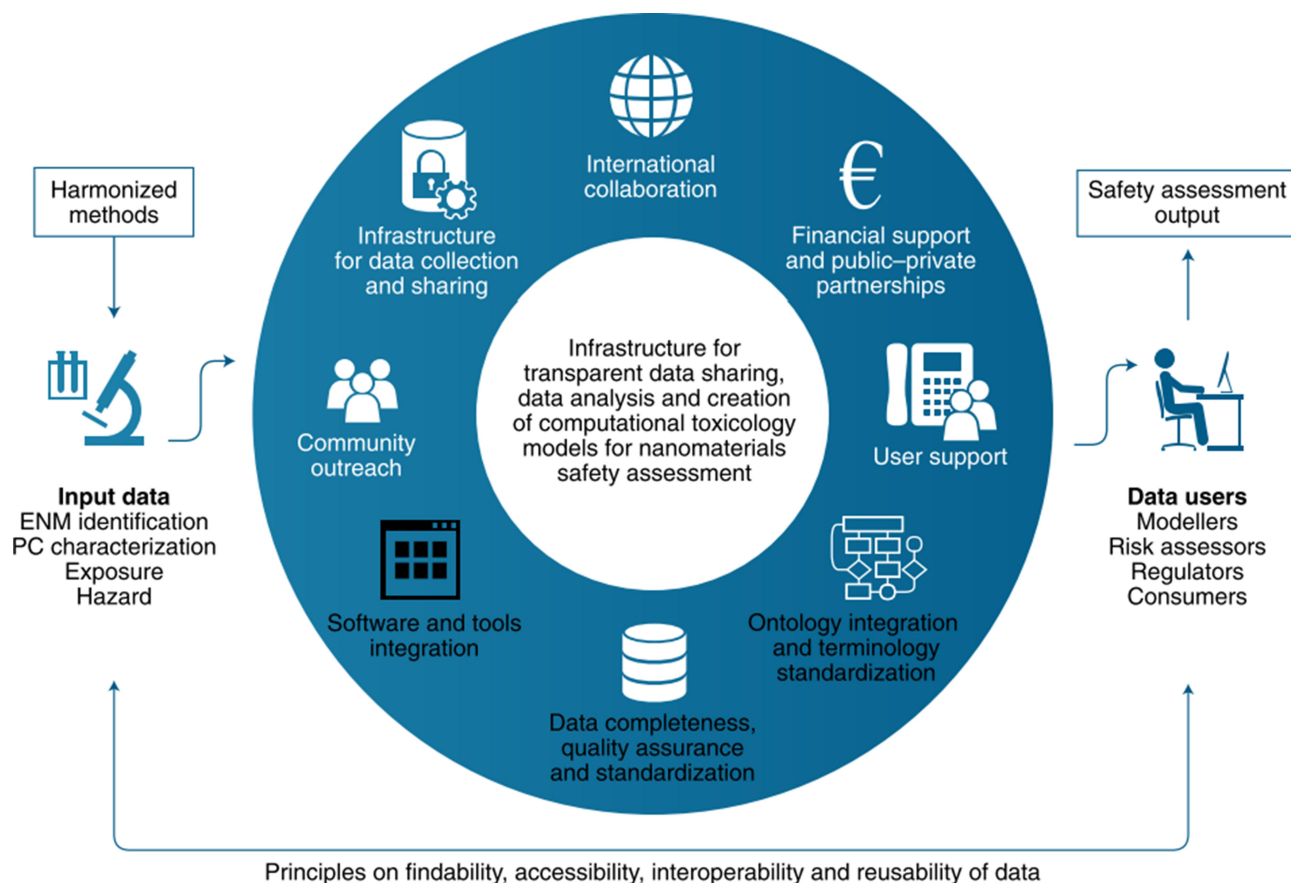 Harmonized
methods
Input data
ENM identification
PC characterization
Exposure
Hazard
International
collaboration
€
Financial support
and public–private
partnerships
User support
Ontology integration
and terminology
standardization
Data completeness,
quality assurance
and standardization
Software and tools
integration
Community
outreach
Infrastructure
for data collection
and sharing
Infrastructure for
transparent data sharing,
data analysis and creation
of computational toxicology
models for nanomaterials
safety assessment
Safety assessment
output
Data users
Modellers
Risk assessors
Regulators
Consumers
Principles on findability, accessibility, interoperability and reusability of data